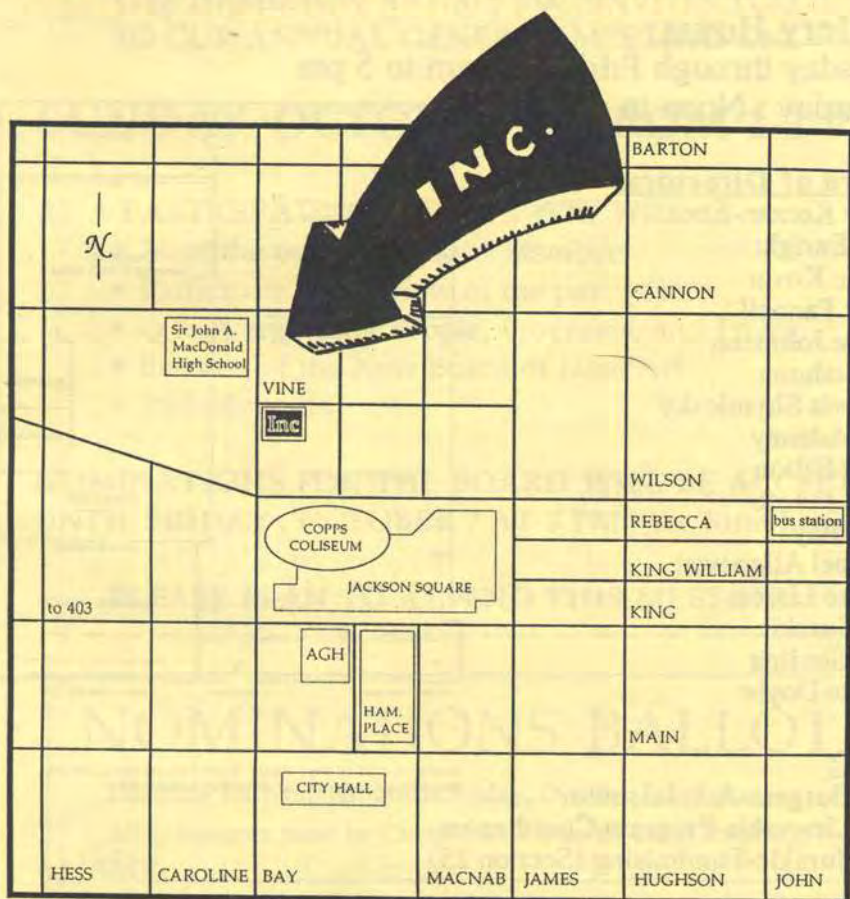 INC.
BARTON
N
CANNON
Sir John A.
MacDonald
High School
VINE
Inc
WILSON
COPPS
COLISEUM
REBECCA
bus station
KING WILLIAM
JACKSON SQUARE
to 403
KING
AGH
HAM.
PLACE
MAIN
CITY HALL
HESS
CAROLINE
BAY
MACNAB
JAMES
HUGHSON
JOHN